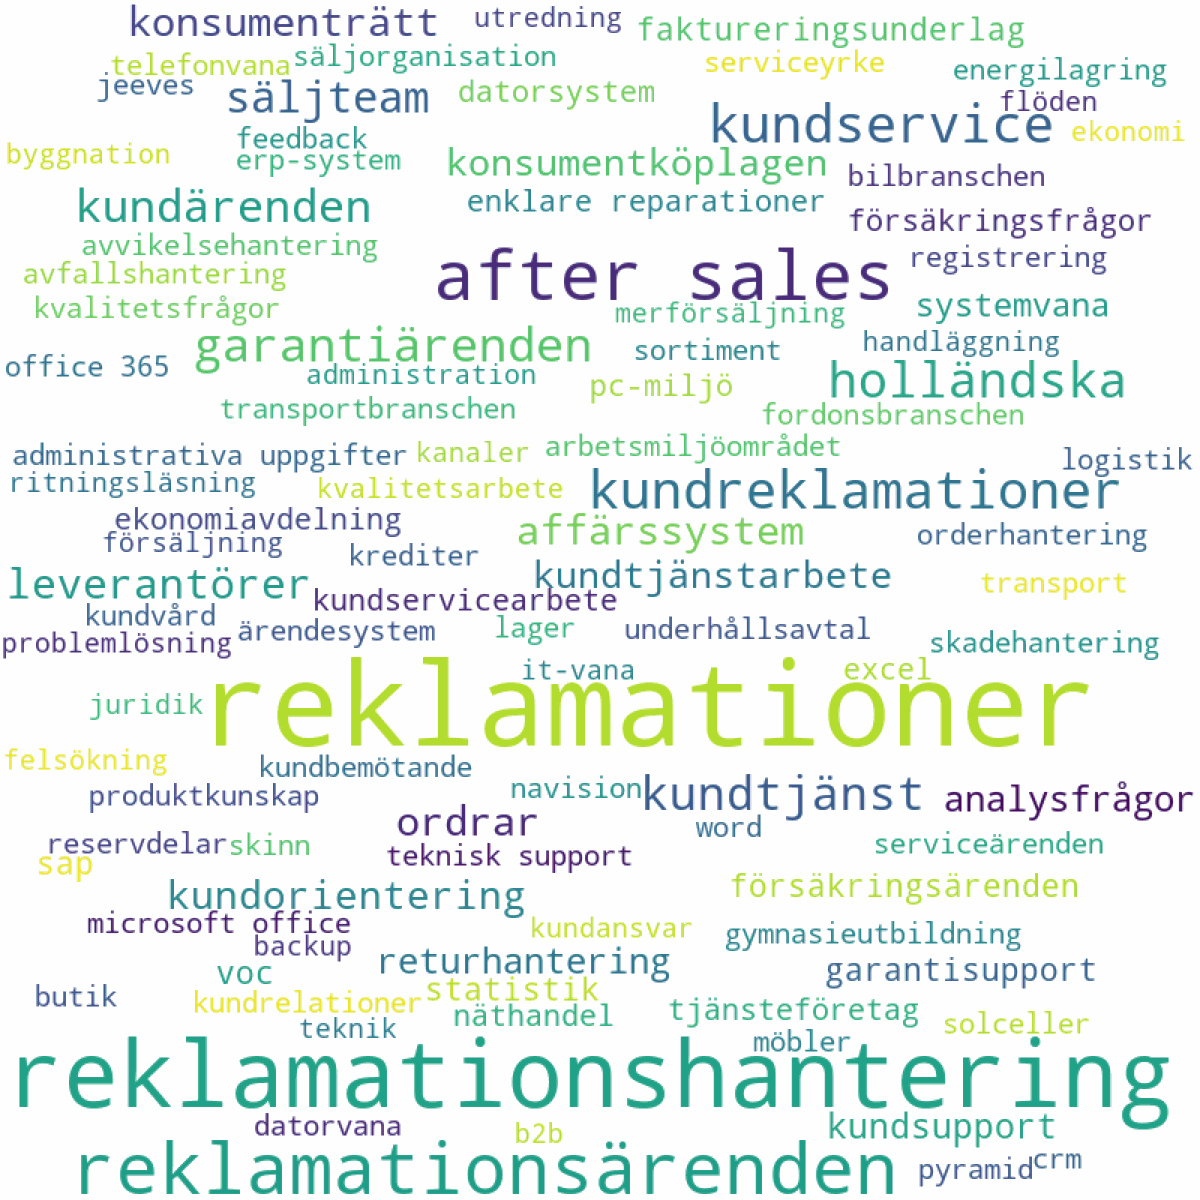 konsumenträtt
utredning
faktureringsunderlag
telefonvana
säljorganisation
serviceyrke
energilagring
jeeves
säljteam
datorsystem
flöden
kundservice
ekonomi
feedback
byggnation
erp-system
konsumentköplagen
bilbranschen
kundärenden
enklare reparationer
försäkringsfrågor
avvikelsehantering
registrering
avfallshantering
after sales
kvalitetsfrågor
merförsäljning
systemvana
garantiärenden
sortiment
handläggning
office 365
administration
pc-miljö
holländska
transportbranschen
fordonsbranschen
administrativa uppgifter
kanaler
arbetsmiljöområdet
logistik
ritningsläsning
kvalitetsarbete
kundreklamationer
ekonomiavdelning
affärssystem
orderhantering
försäljning
krediter
leverantörer
kundtjänstarbete
transport
kundservicearbete
kundvård
ärendesystem
lager
underhållsavtal
problemlösning
skadehantering
it-vana
excel
juridik
reklamationer
felsökning
kundbemötande
produktkunskap
navision
kundtjänst
analysfrågor
ordrar
word
reservdelar
skinn
teknisk support
serviceärenden
sap
kundorientering
försäkringsärenden
microsoft office
kundansvar
gymnasieutbildning
backup
voc
returhantering
garantisupport
butik
kundrelationer
statistik
teknik
näthandel
tjänsteföretag
solceller
möbler
reklamationshantering
datorvana
b2b
kundsupport
reklamationsärenden
pyramid
crm